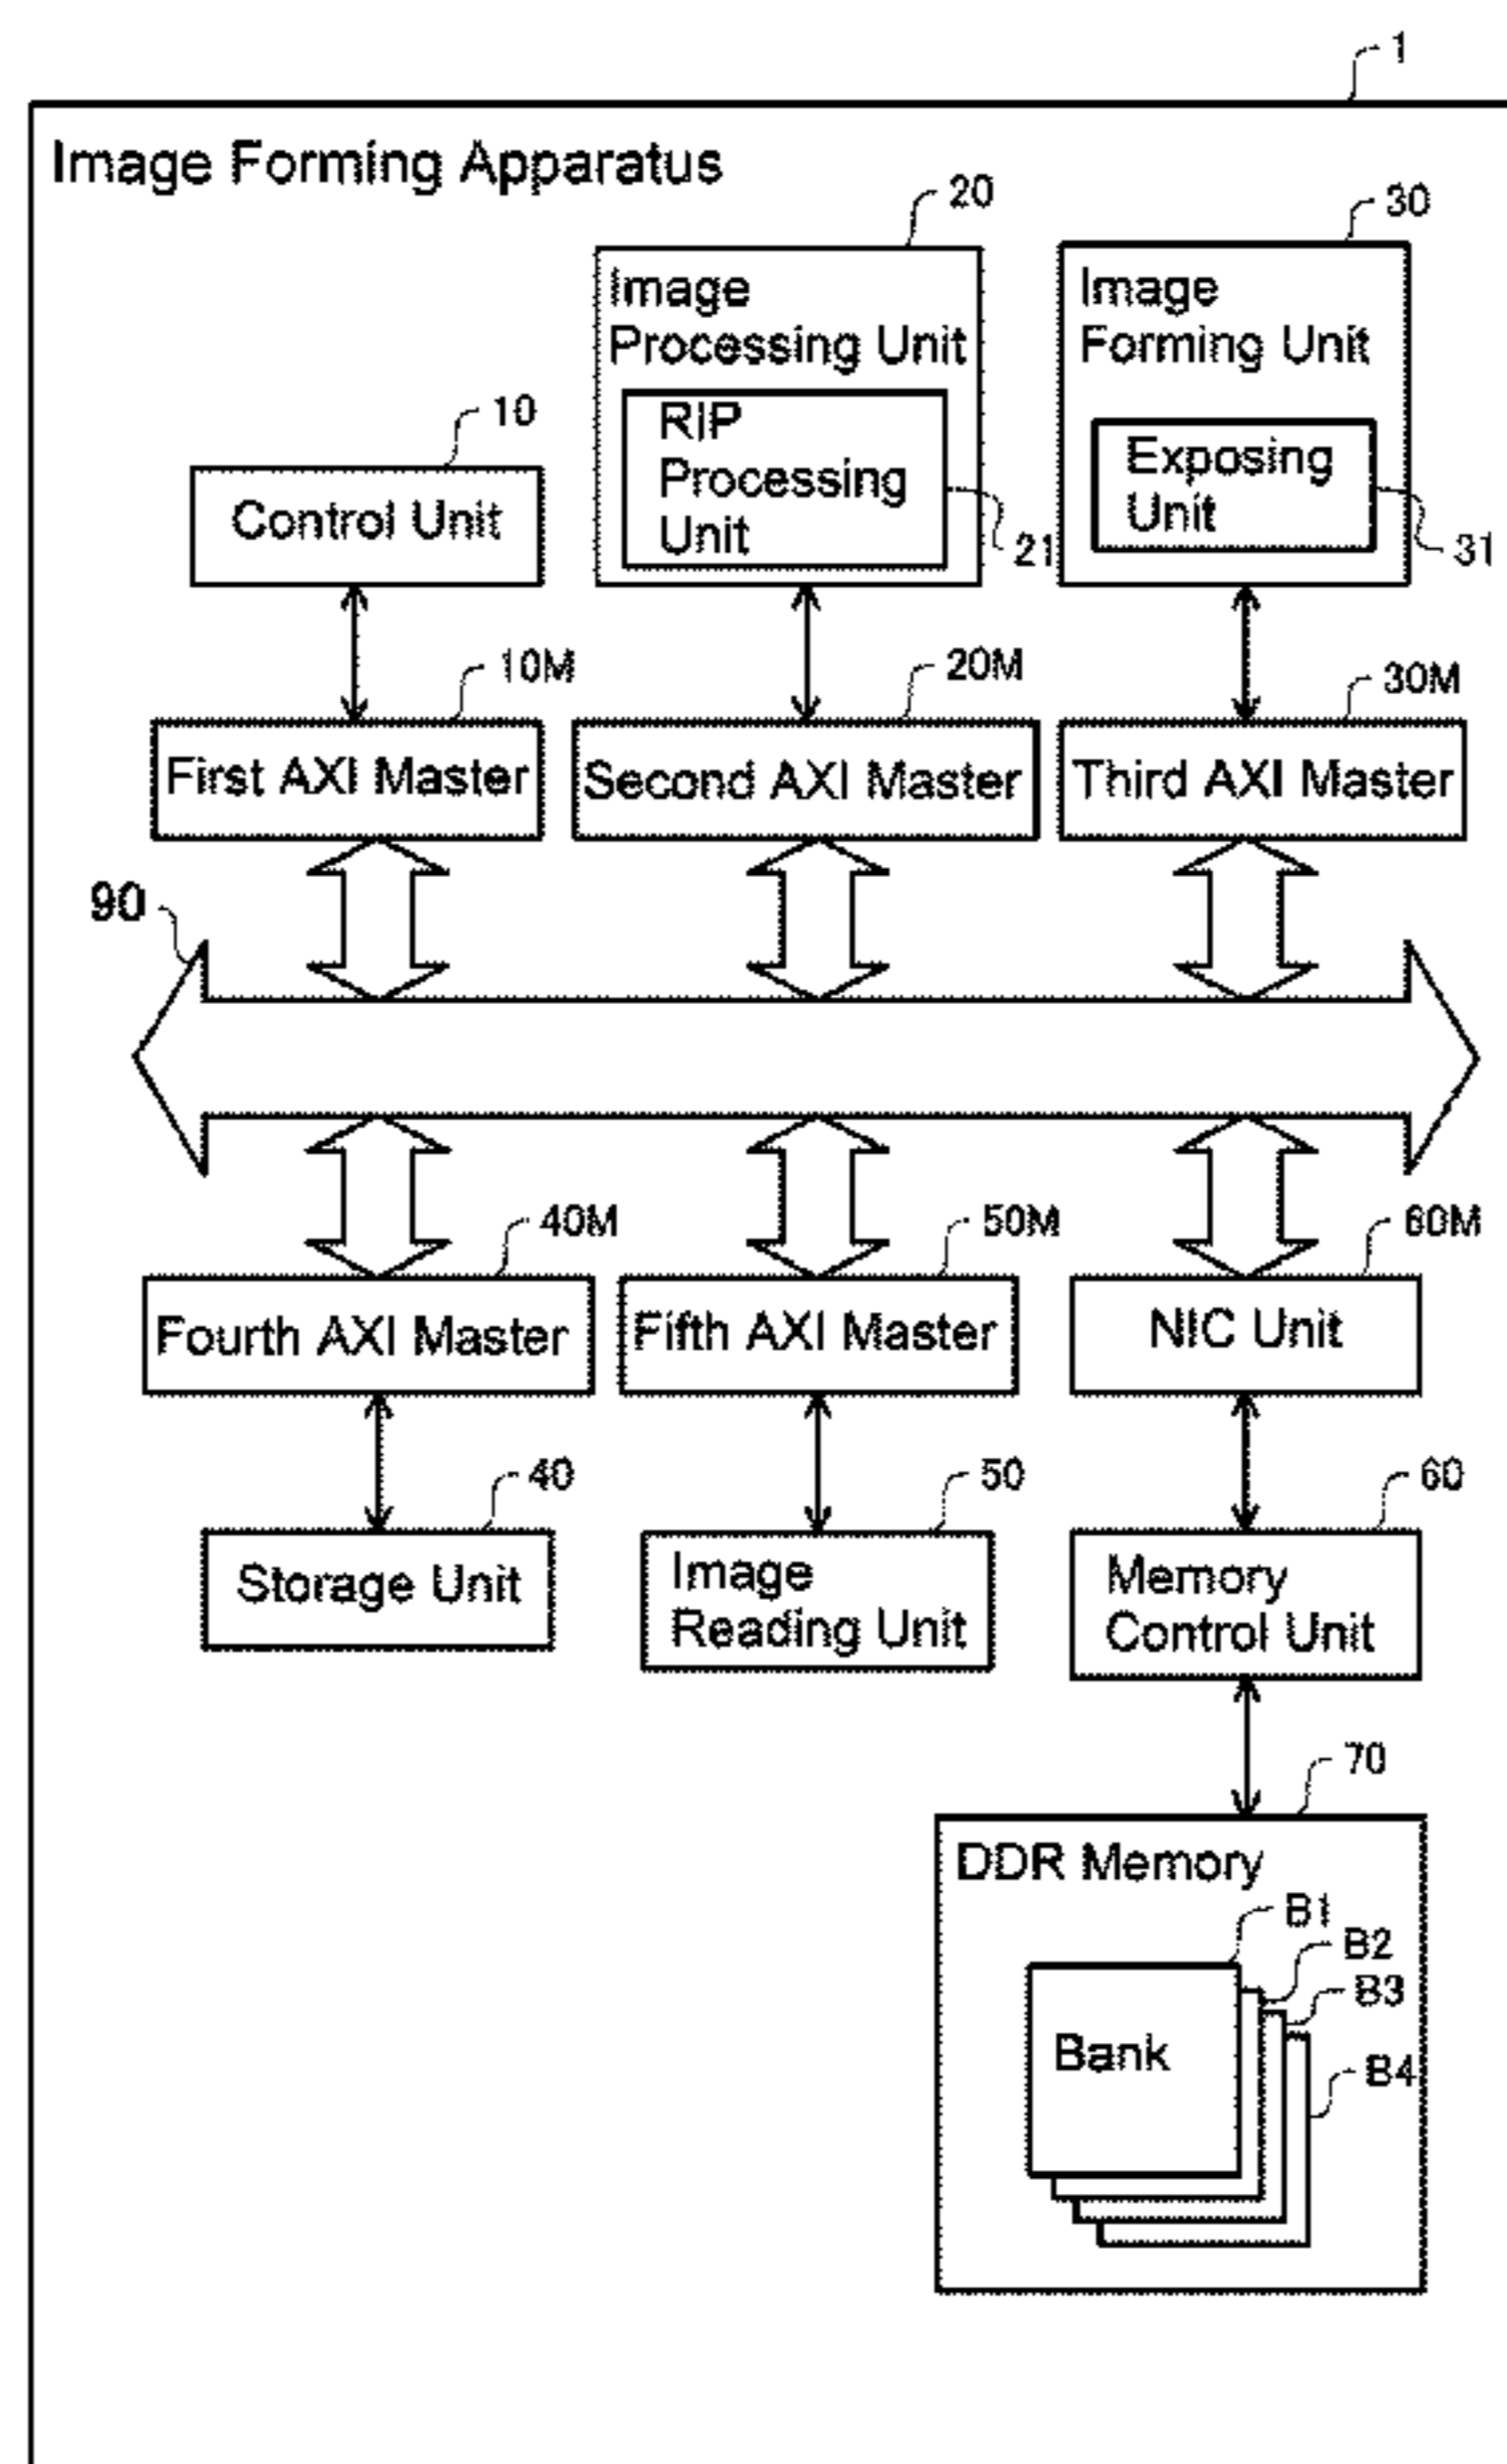 1
Image Forming Apparatus
20
30
Image
Processing Unit
Image
Forming Unit
10
RIP
Processing
Unit
Exposing
Unit
Control Unit
21
31
10M
20M
30M
First AXI Master
Second AXI Master
Third AXI Master
90
40M
50M
60M
Fourth AXI Master
Fifth AXI Master
NIC Unit
40
50
60
Storage Unit
Image
Reading Unit
Memory
Control Unit
70
DDR Memory
B1
B2
B3
Bank
B4